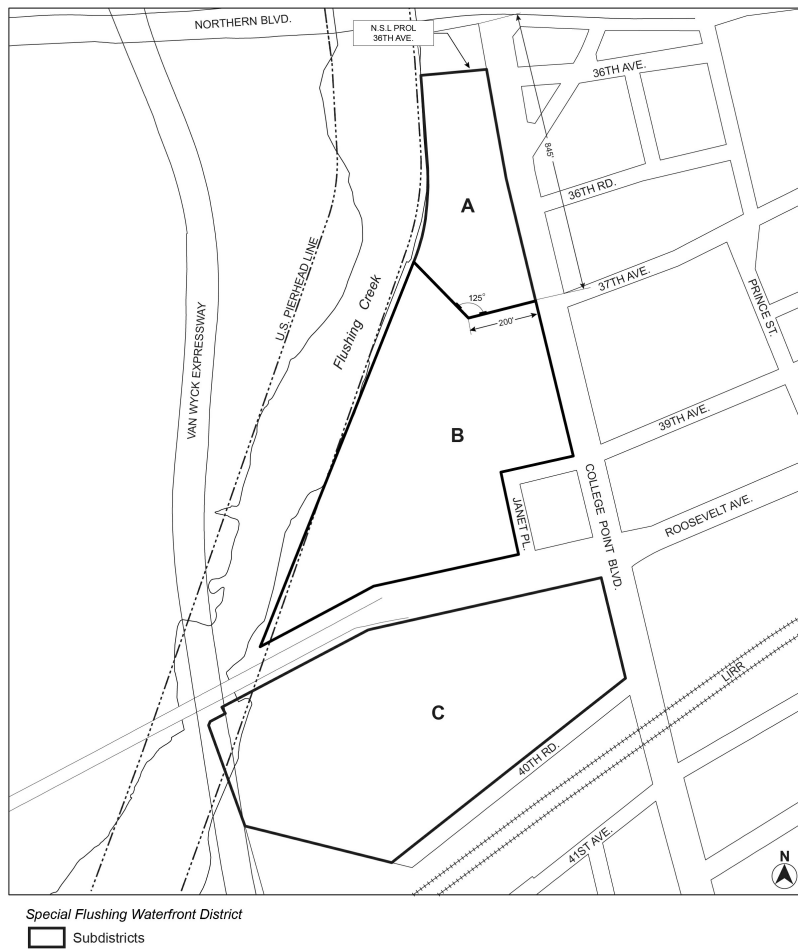 NORTHERN BLVD.
N.S.L PROL
36TH AVE.
36TH AVE.
845'
36TH RD.
A
U.S. PIERHEAD LINE
Flushing Creek
125°
200'
37TH AVE.
PRINCE ST.
VAN WYCK EXPRESSWAY
B
39TH AVE.
JANET PL.
COLLEGE POINT BLVD.
ROOSEVELT AVE.
LIRR
C
40TH RD.
41ST AVE.
N
Special Flushing Waterfront District
Subdistricts